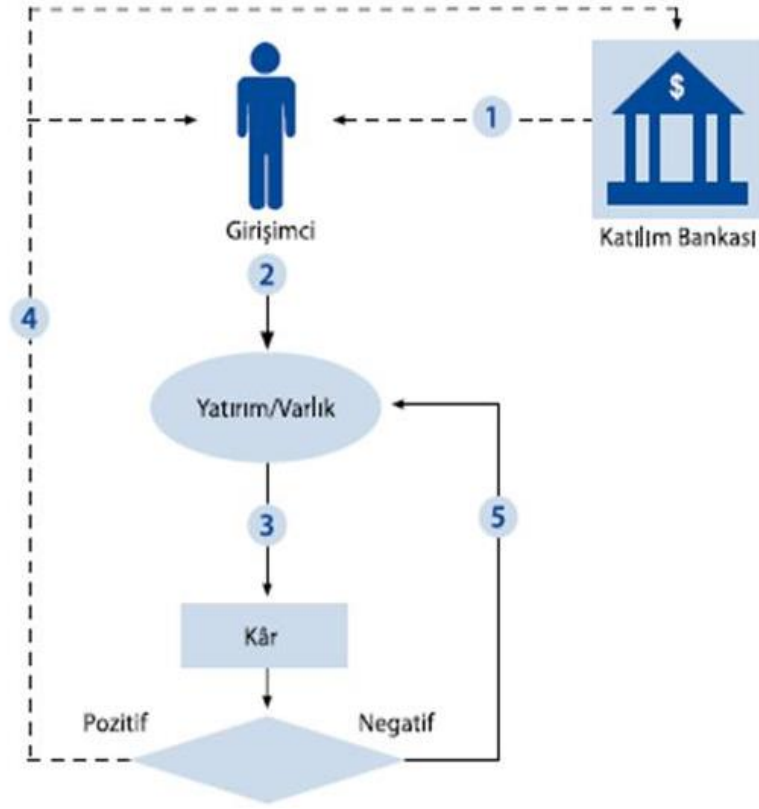 $
1
Girişimci
Katılım Bankası
2
4
Yatırım/Varlık
3
5
Kâr
Pozitif
Negatif